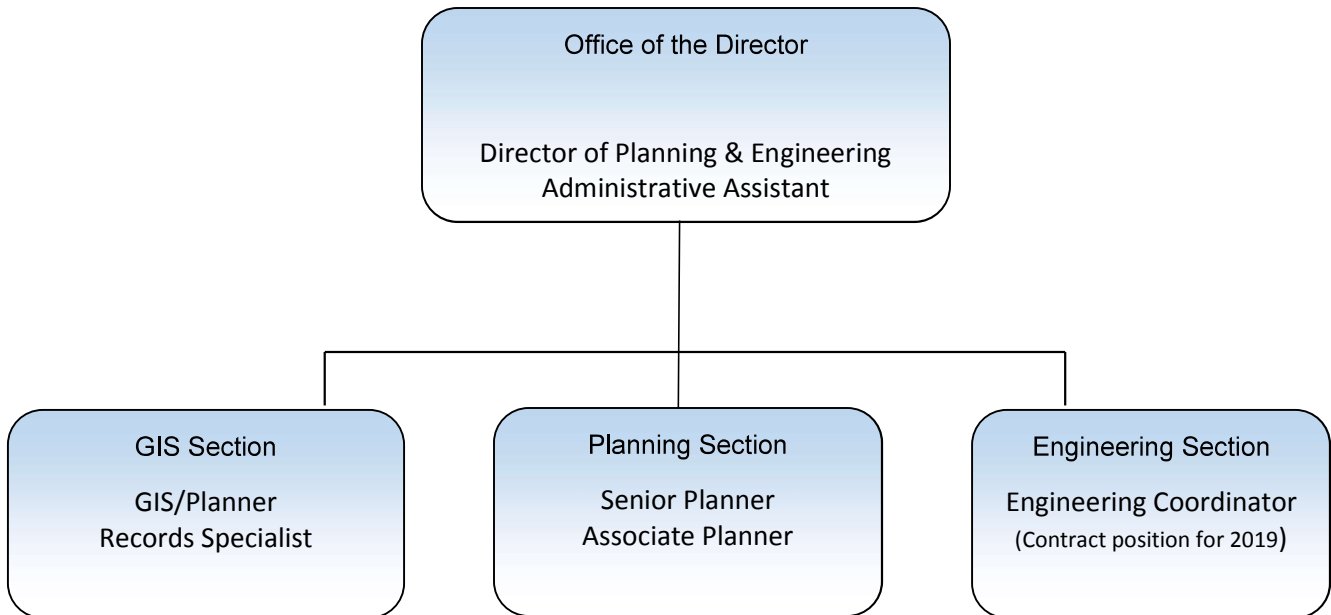 Office of the Director
Director of Planning & Engineering
Administrative Assistant
GIS Section
GIS/Planner
Records Specialist
Planning Section
Senior Planner
Associate Planner
Engineering Section
Engineering Coordinator
(Contract position for 2019)